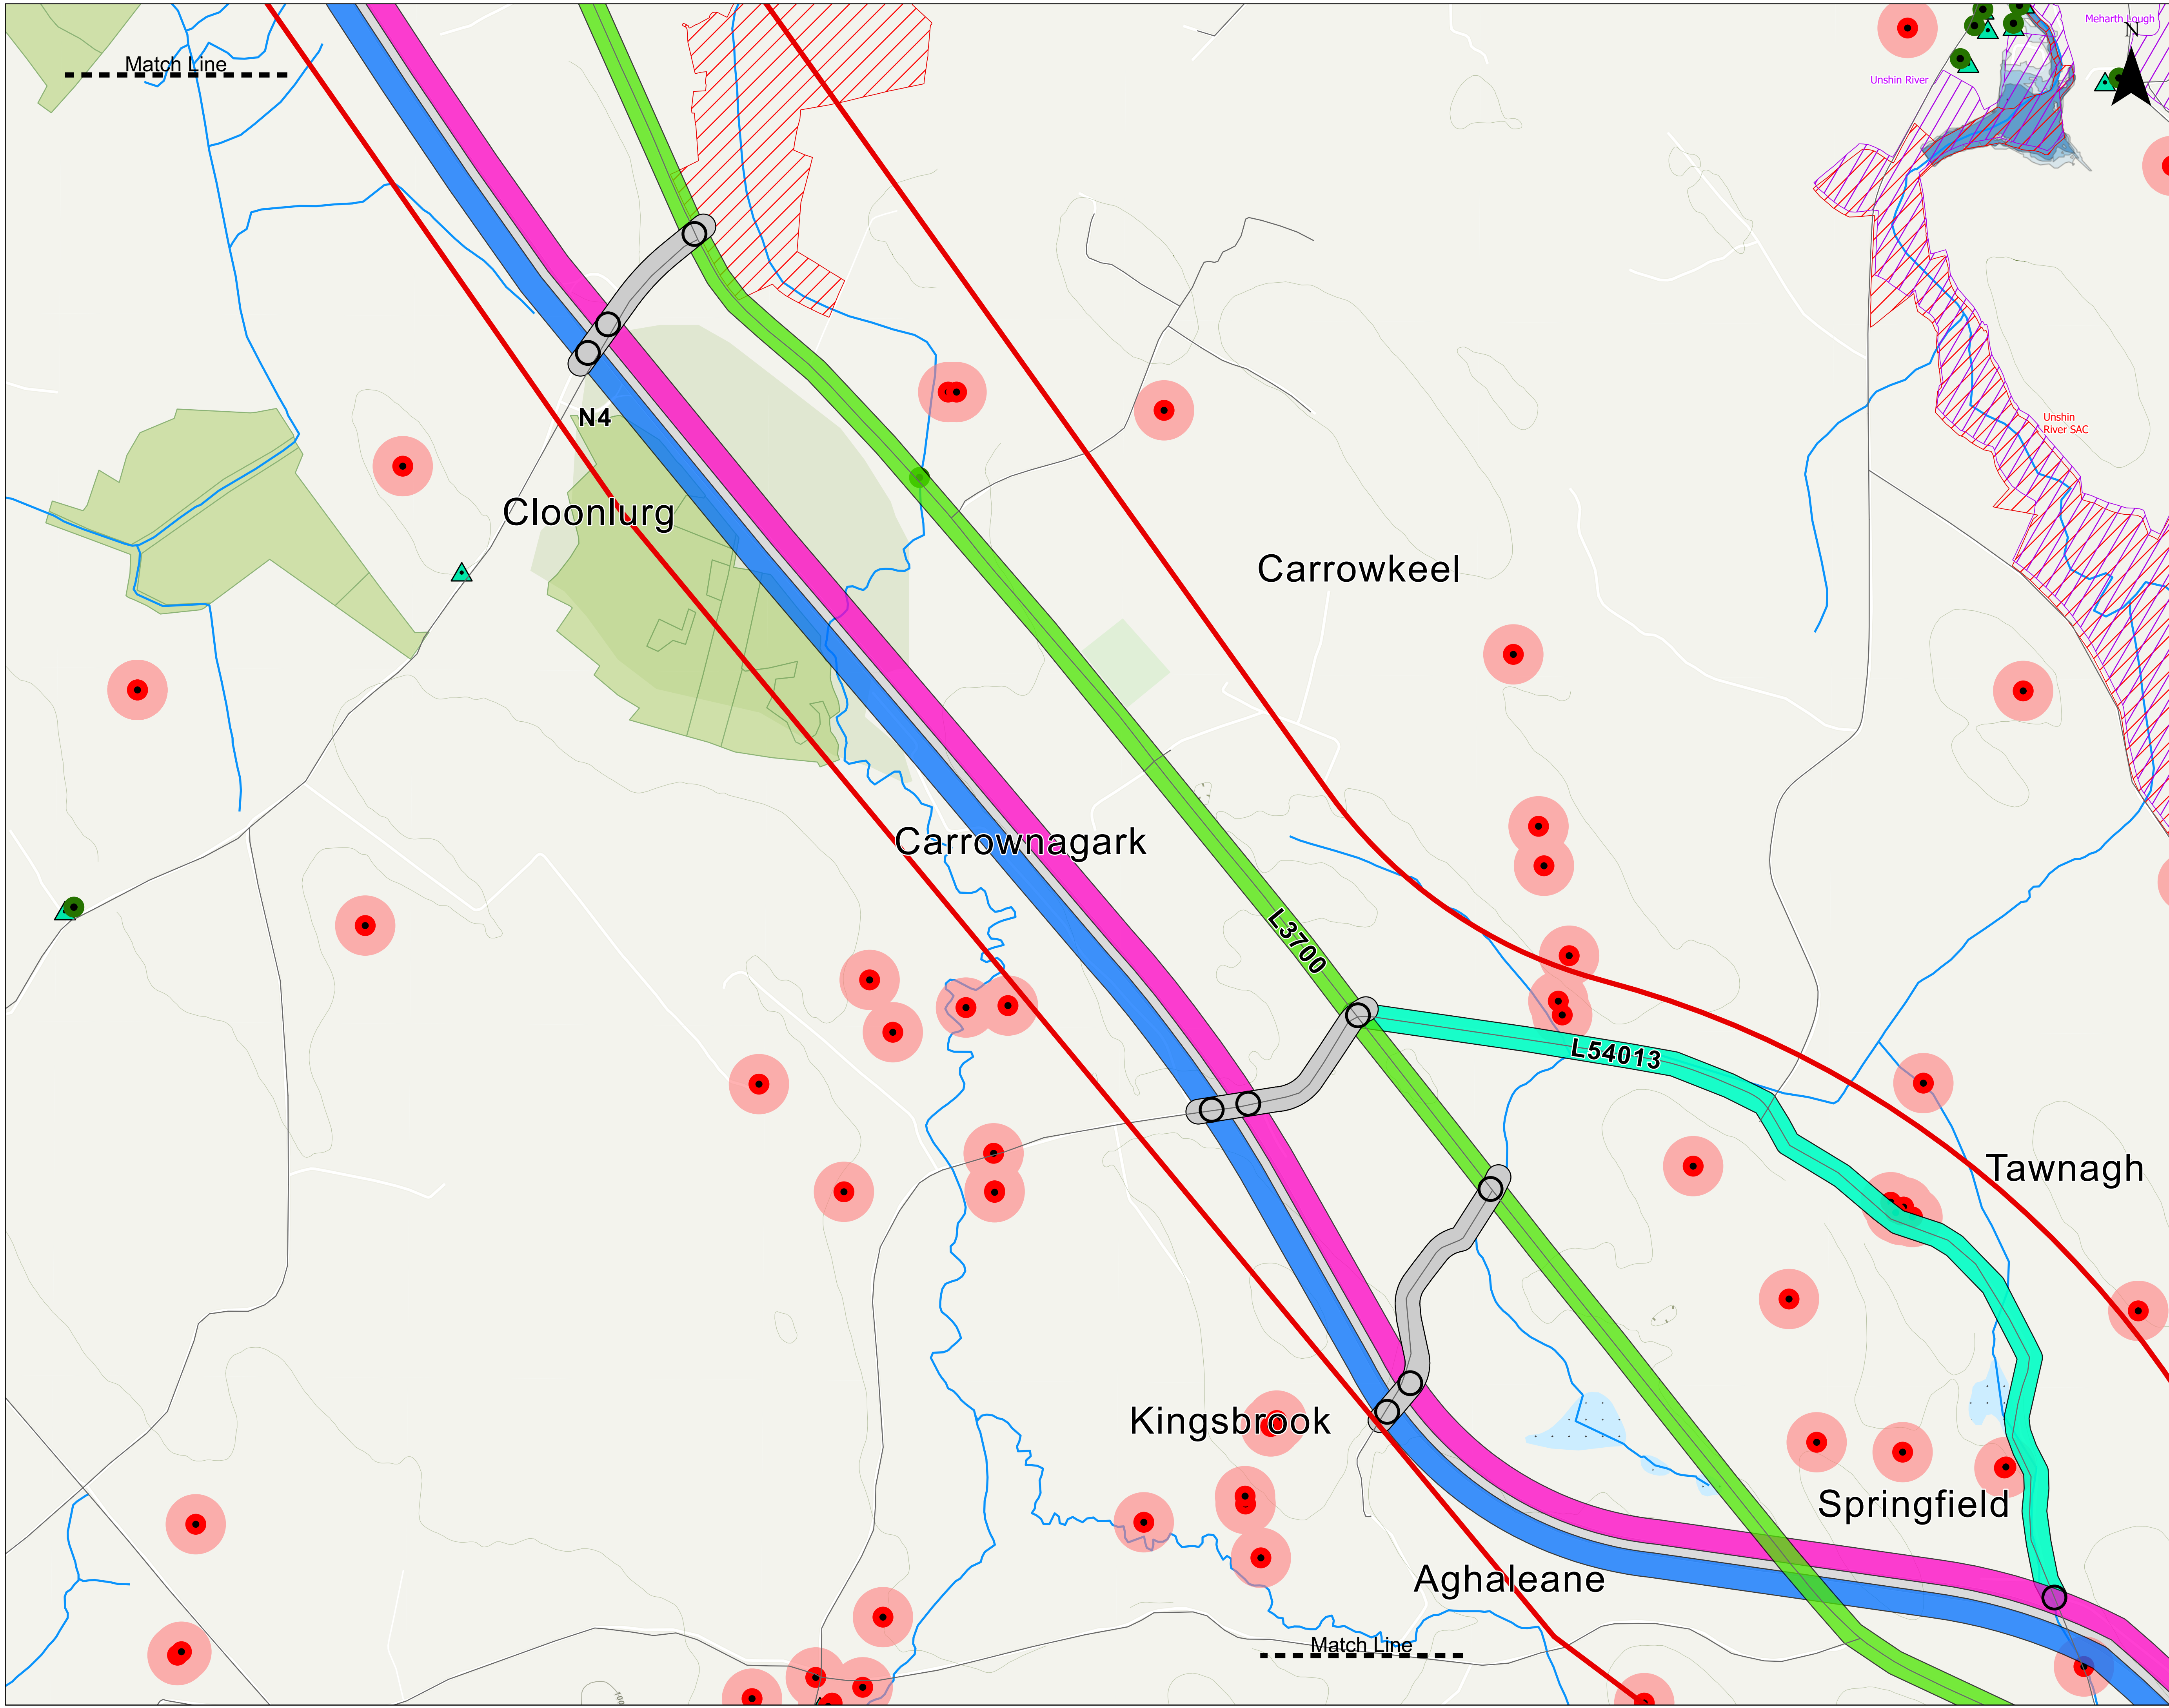 Match Line
Meharth Lough
N
Unshin River
N4
Unshin
River SAC
Cloonlurg
Carrowkeel
Carrownagark
L3700
L54013
Tawnagh
Kingsbrook
Springfield
Aghaleane
Match Line
100